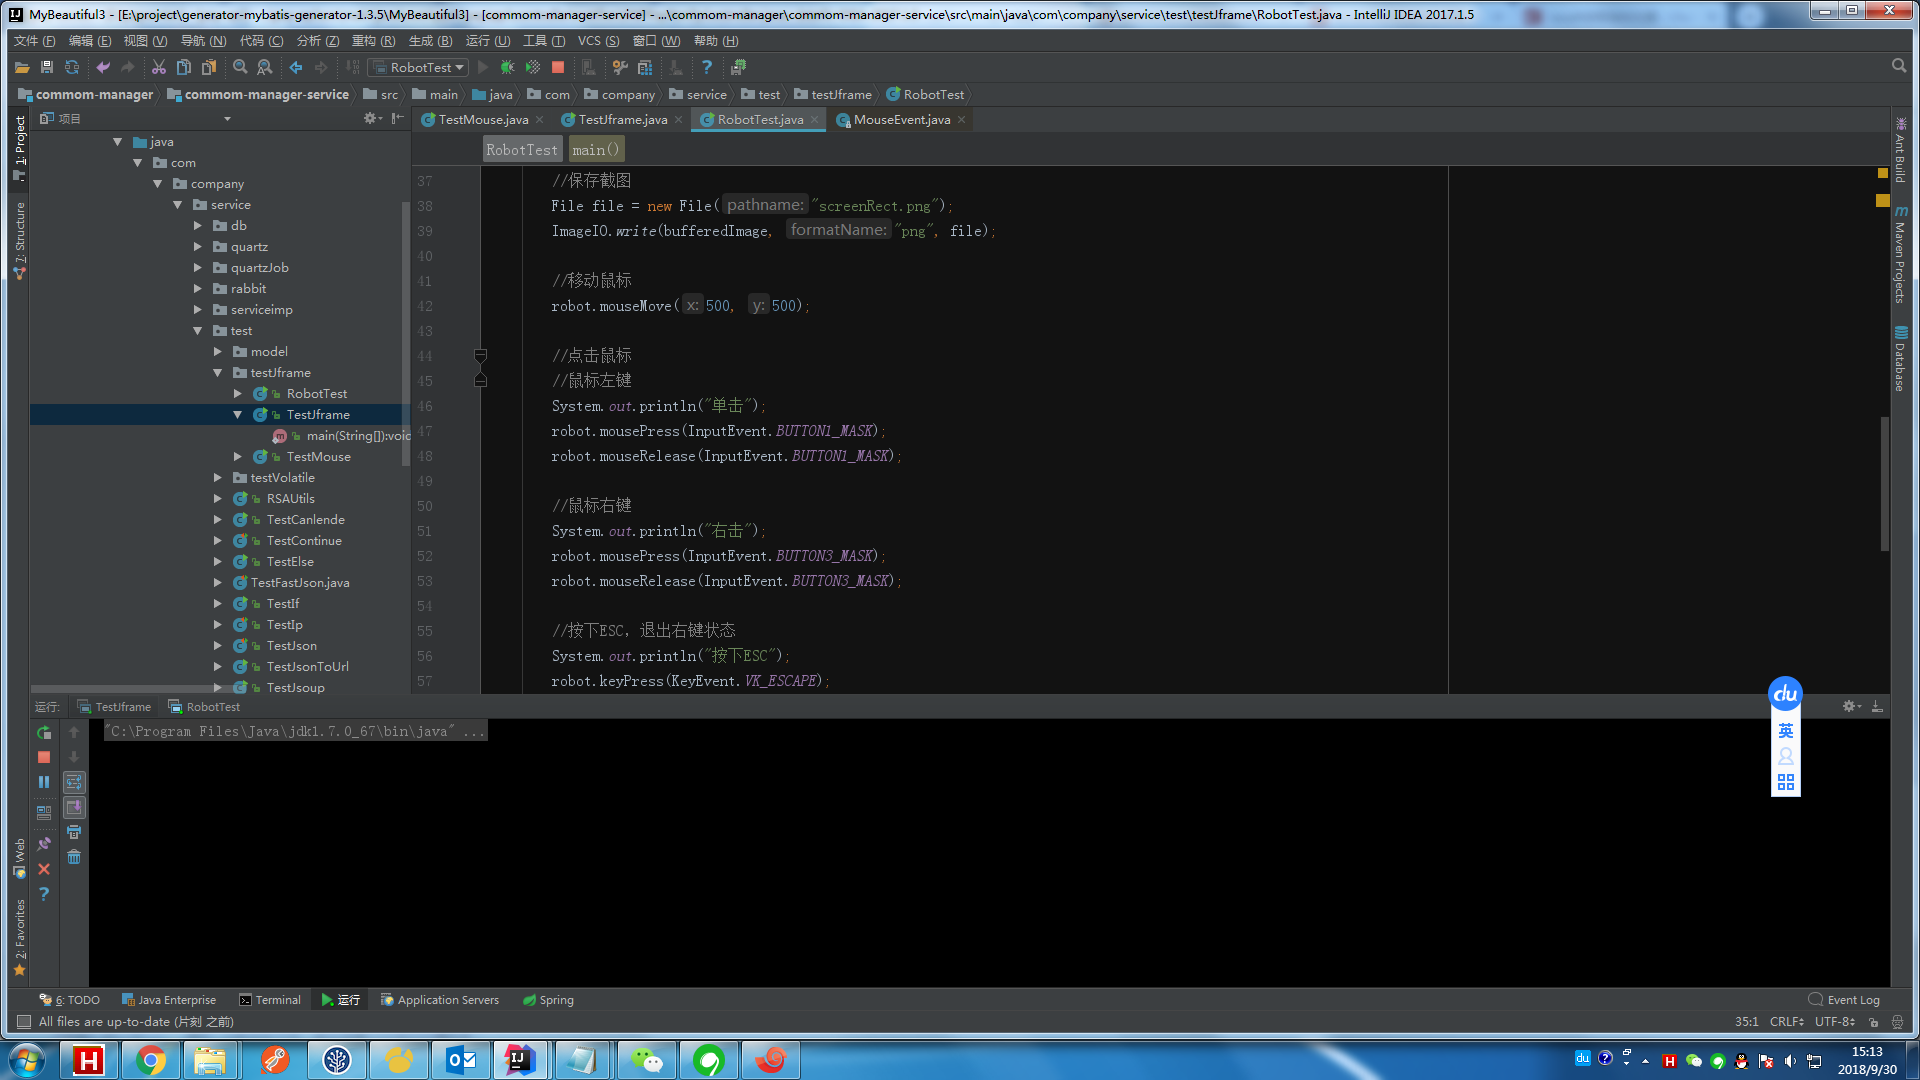 MyBeautiful3 - [E:\project\generator-mybatis-generator-1.3.5\MyBeautiful3] - [commom-manager-service] - ...\commom-manager\commom-manager-service\src\main\java\com\company\service\test\testJframe\RobotTest.java - IntelliJ IDEA 2017.1.5
文件 (F) 编辑 (E) 视图 (V) 导航 (N) 代码 (C) 分析 (Z) 重构 (R) 生成 (B) 运行 (U) 工具 (T) VCS (S) 窗口 (W) 帮助 (H)
RobotTest
commom-manager commom-manager-service src main java com company service test testJframe RobotTest
项目
TestMouse.java TestJframe.java RobotTest.java MouseEvent.java
RobotTest main()
1: Project
7: Structure
Web
2: Favorites
java
com
company
service
db
quartz
quartzJob
rabbit
serviceimp
test
model
testJframe
RobotTest
TestJframe
main(String[]):void
TestMouse
testVolatile
RSAUtils
TestCanlende
TestContinue
TestElse
TestFastJson.java
TestIf
TestIp
TestJson
TestJsonToUrl
TestJsoup
37 //保存截图
38 File file = new File( pathname: "screenRect.png");
39 ImageIO.write(bufferedImage, formatName: "png", file);
40
41 //移动鼠标
42 robot.mouseMove( x: 500, y: 500);
43
44 //点击鼠标
45 //鼠标左键
46 System.out.println("单击");
47 robot.mousePress(InputEvent.BUTTON1_MASK);
48 robot.mouseRelease(InputEvent.BUTTON1_MASK);
49
50 //鼠标右键
51 System.out.println("右击");
52 robot.mousePress(InputEvent.BUTTON3_MASK);
53 robot.mouseRelease(InputEvent.BUTTON3_MASK);
54
55 //按下ESC, 退出右键状态
56 System.out.println("按下ESC");
57 robot.keyPress(KeyEvent.VK_ESCAPE);
Ant Build
Maven Projects
Database
运行: TestJframe RobotTest
"C:\Program Files\Java\jdk1.7.0_67\bin\java" ...
du
英
6: TODO Java Enterprise Terminal 运行 Application Servers Spring Event Log
All files are up-to-date (片刻 之前) 35:1 CRLF UTF-8
15:13
2018/9/30